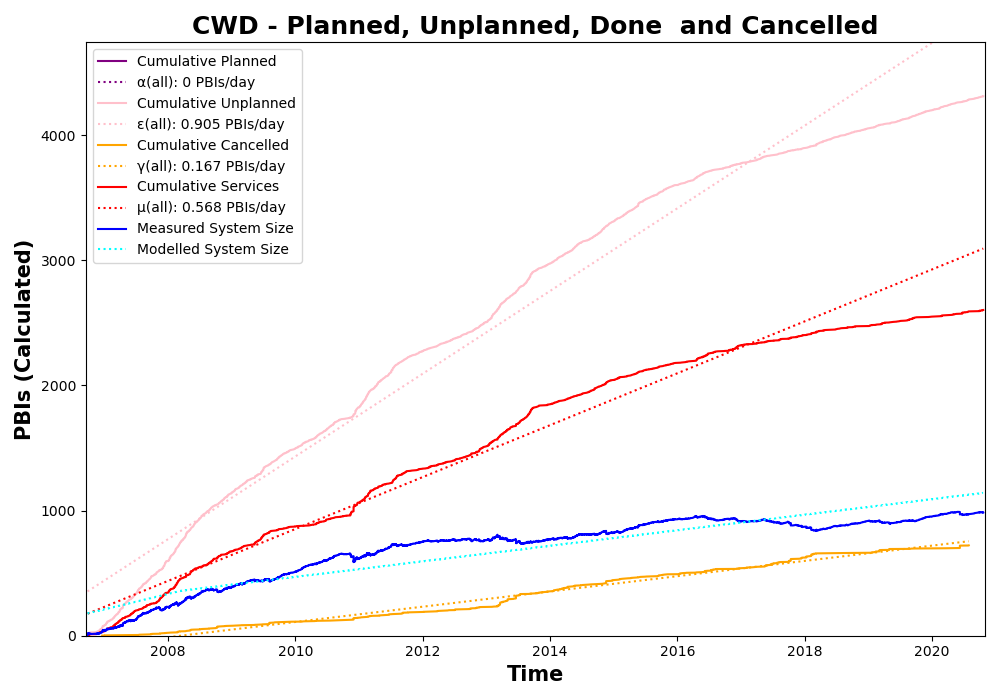 CWD - Planned, Unplanned, Done  and Cancelled
Cumulative Planned
α(all): 0 PBIs/day
Cumulative Unplanned
ε(all): 0.905 PBIs/day
Cumulative Cancelled
γ(all): 0.167 PBIs/day
Cumulative Services
μ(all): 0.568 PBIs/day
Measured System Size
Modelled System Size
PBIs (Calculated)
4000
3000
2000
1000
0
2008 2010 2012 2014 2016 2018 2020
Time